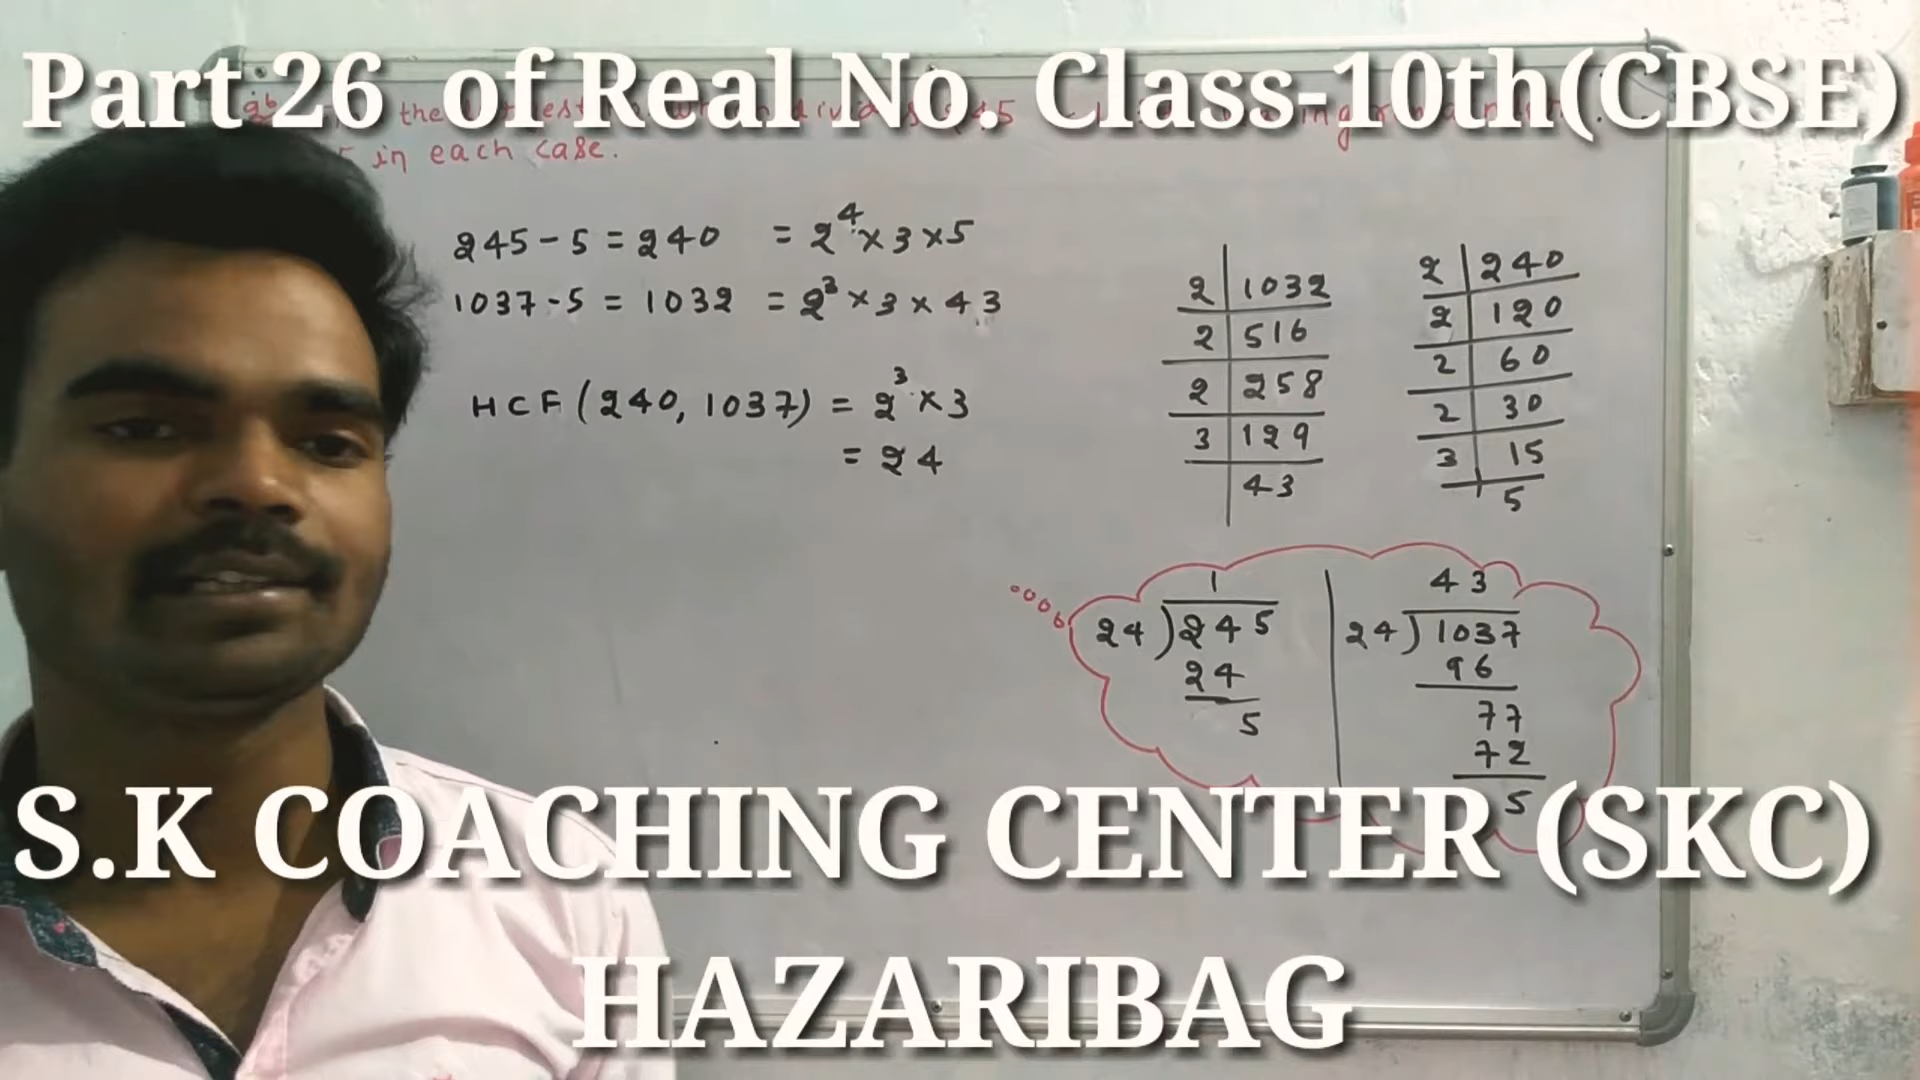 Part 26 of Real No. Class-10th(CBSE)
the
5 in each case.
245 - 5 = 240 = 2⁴ × 3 × 5
1037 - 5 = 1032 = 2³ × 3 × 43
HCF (240, 1037) = 2³ × 3
= 24
2 | 1032
2 | 516
2 | 258
3 | 129
43
2 | 240
2 | 120
2 | 60
2 | 30
3 | 15
5
1
24 ) 245
24
5
43
24 ) 1037
96
77
72
5
S.K COACHING CENTER (SKC)
HAZARIBAG